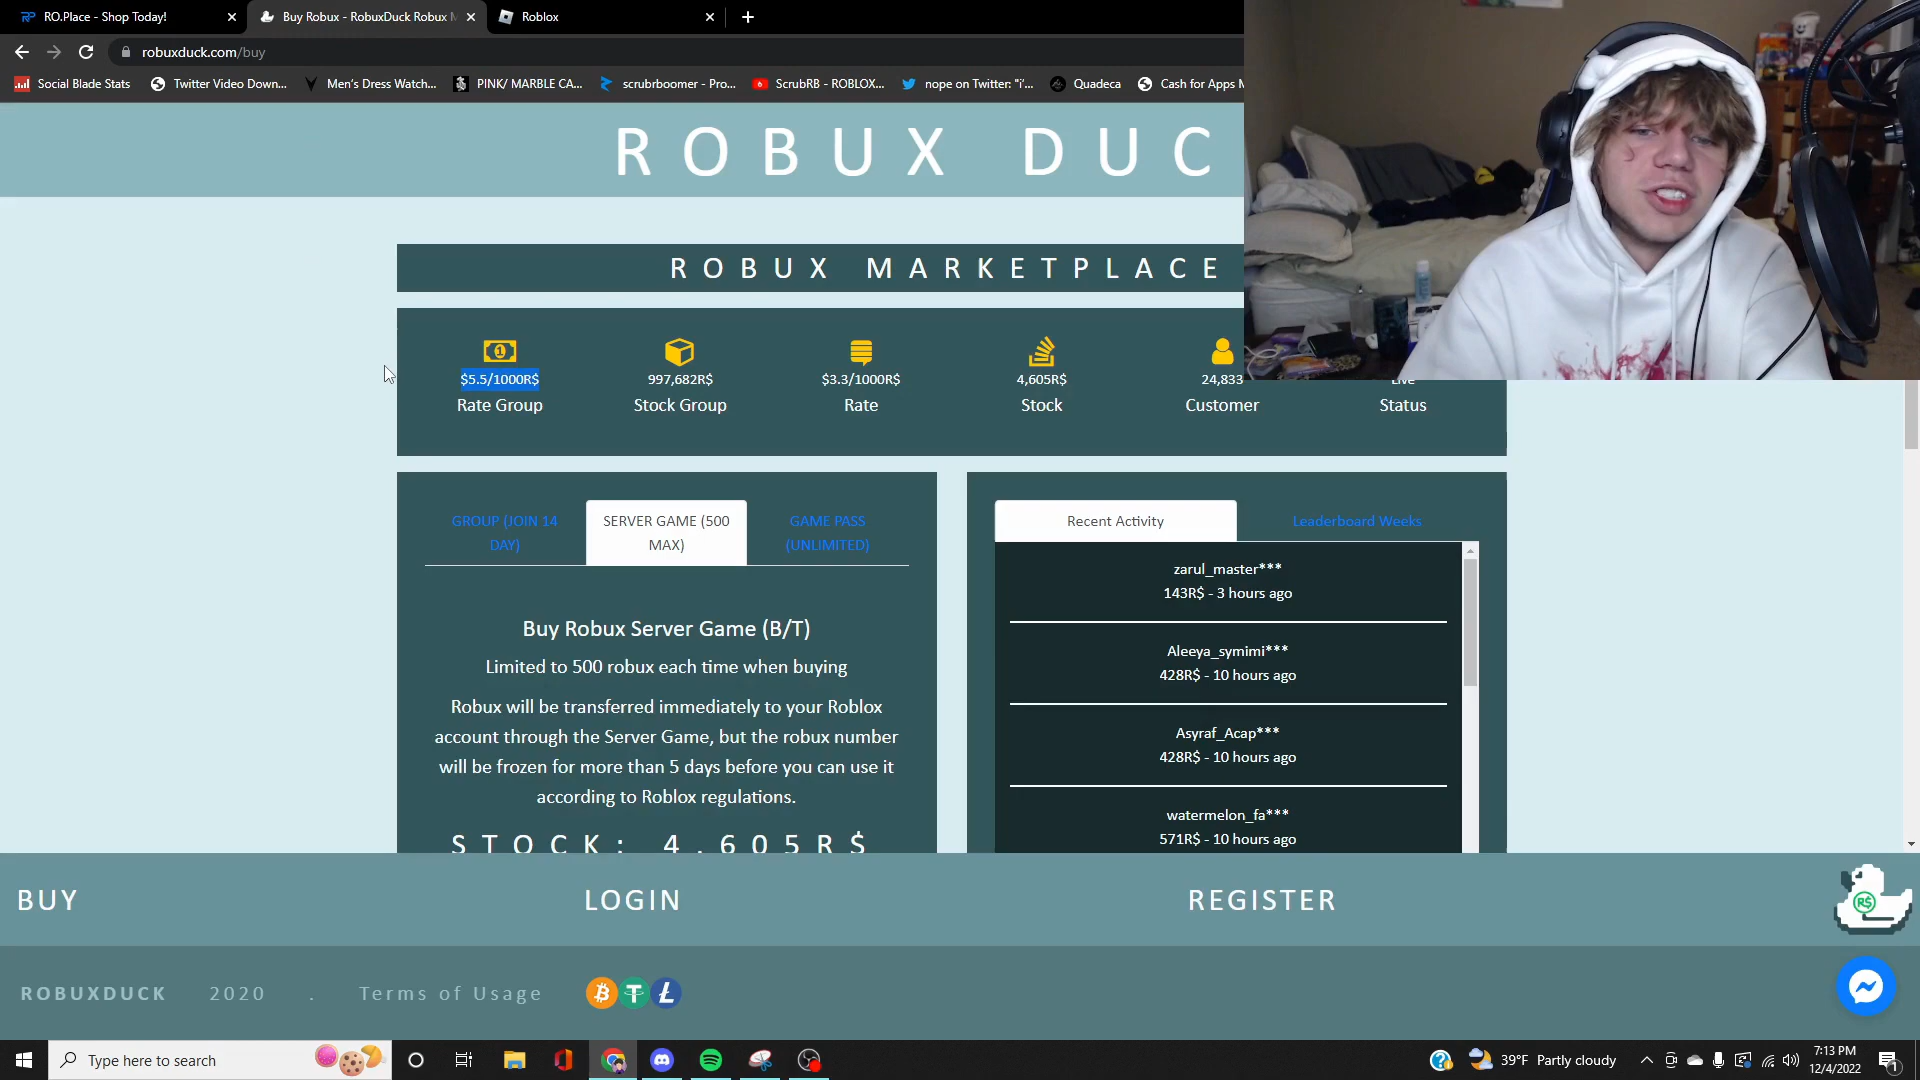 RO.Place - Shop Today!
Buy Robux - RobuxDuck Robux M
Roblox
robuxduck.com/buy
Social Blade Stats
Twitter Video Down...
Men's Dress Watch...
PINK/ MARBLE CA...
scrubrboomer - Pro...
ScrubRB - ROBLOX...
nope on Twitter: "i'...
Quadeca
Cash for Apps M
ROBUX DUC
ROBUX MARKETPLACE
$5.5/1000R$
Rate Group
997,682R$
Stock Group
$3.3/1000R$
Rate
4,605R$
Stock
24,833
Customer
Live
Status
GROUP (JOIN 14
DAY)
SERVER GAME (500
MAX)
GAME PASS
(UNLIMITED)
Buy Robux Server Game (B/T)
Limited to 500 robux each time when buying
Robux will be transferred immediately to your Roblox
account through the Server Game, but the robux number
will be frozen for more than 5 days before you can use it
according to Roblox regulations.
STOCK: 4,605R$
Recent Activity
Leaderboard Weeks
zarul_master***
143R$ - 3 hours ago
Aleeya_symimi***
428R$ - 10 hours ago
Asyraf_Acap***
428R$ - 10 hours ago
watermelon_fa***
571R$ - 10 hours ago
BUY
LOGIN
REGISTER
R$
ROBUXDUCK 2020 . Terms of Usage
Type here to search
39°F Partly cloudy
7:13 PM
12/4/2022